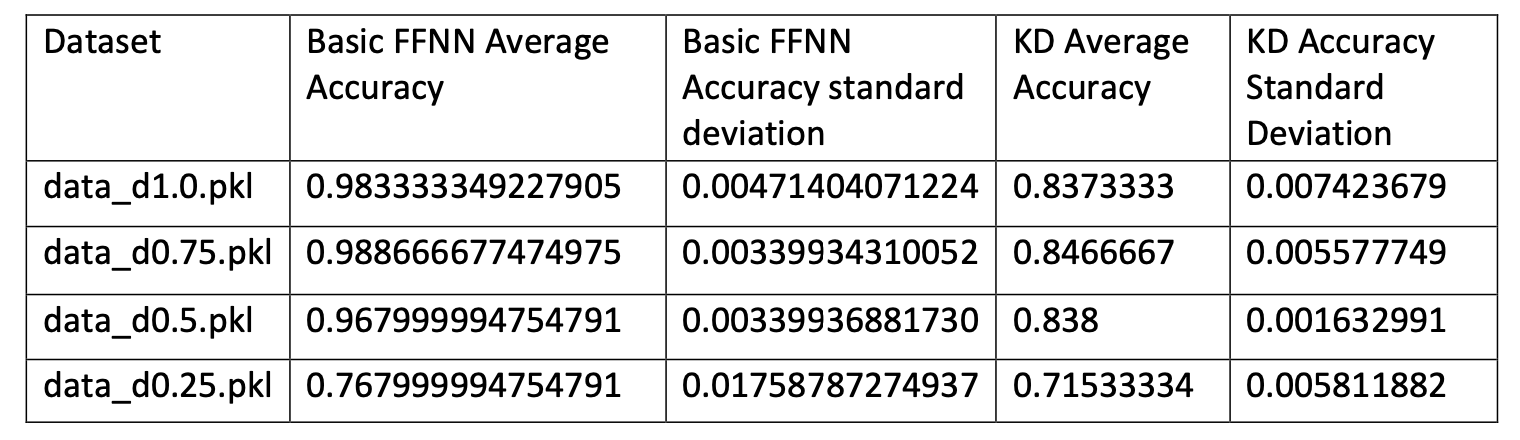 Dataset
Basic FFNN Average
Accuracy
Basic FFNN
Accuracy standard
deviation
KD Average
Accuracy
KD Accuracy
Standard
Deviation
data_d1.0.pkl
0.983333349227905
0.00471404071224
0.8373333
0.007423679
data_d0.75.pkl
0.988666677474975
0.00339934310052
0.8466667
0.005577749
data_d0.5.pkl
0.967999994754791
0.00339936881730
0.838
0.001632991
data_d0.25.pkl
0.767999994754791
0.01758787274937
0.71533334
0.005811882